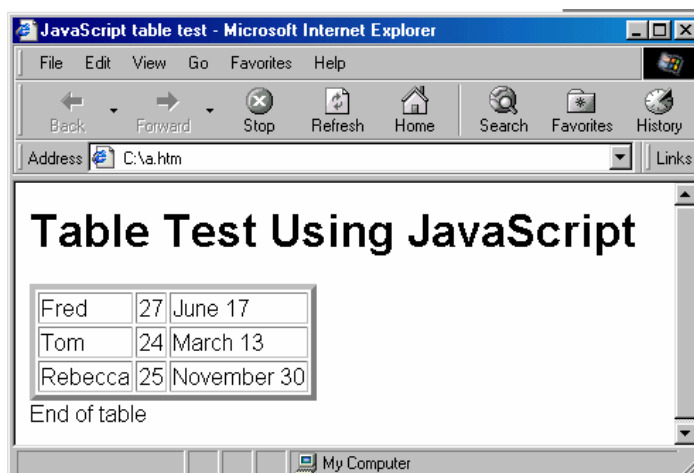 JavaScript table test - Microsoft Internet Explorer
File Edit View Go Favorites Help
Back Forward Stop Refresh Home Search Favorites History
Address C:\a.htm Links
Table Test Using JavaScript
Fred 27 June 17
Tom 24 March 13
Rebecca 25 November 30
End of table
My Computer